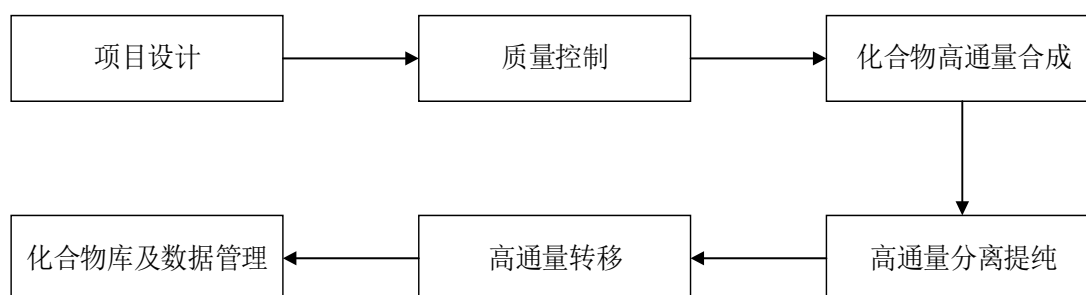 项目设计
质量控制
化合物高通量合成
高通量分离提纯
高通量转移
化合物库及数据管理